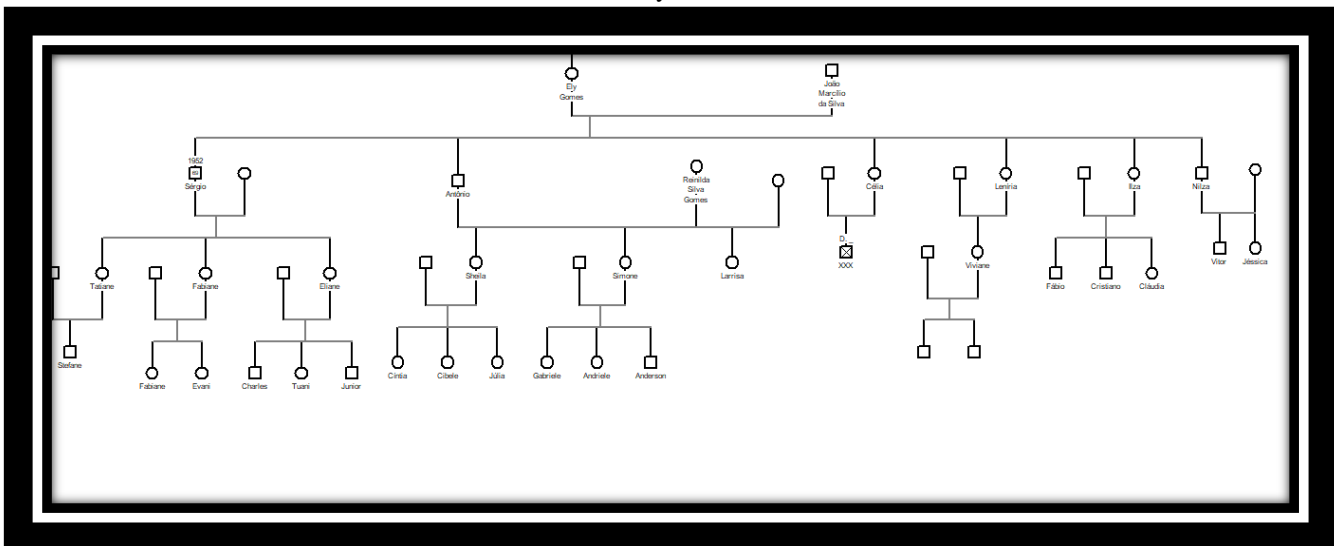 Ely
Gomes
João
Marcílio
da Silva
1952
Sérgio
Antônio
Reinilda
Silva
Gomes
Célia
Leníria
Ilza
Nilza
D. _
XXX
Tatiane
Fabiane
Eliane
Sheila
Simone
Larrisa
Viviane
Fábio
Cristiano
Cláudia
Vitor
Jéssica
Stefane
Fabiane
Evani
Charles
Tuani
Junior
Cíntia
Cibele
Júlia
Gabriele
Andriele
Anderson